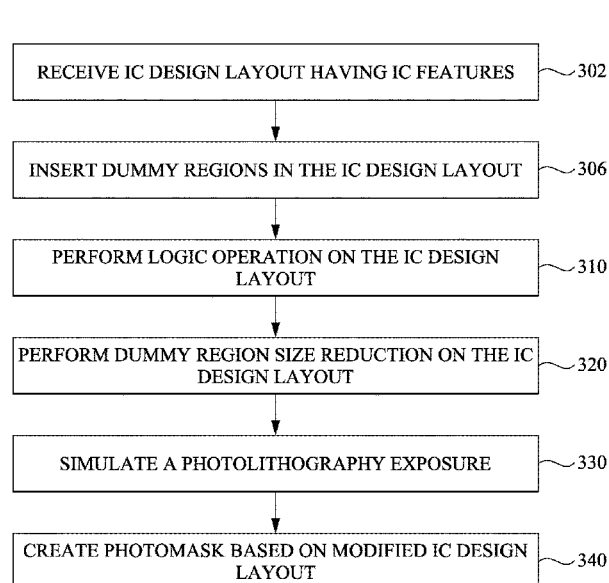 RECEIVE IC DESIGN LAYOUT HAVING IC FEATURES
302
INSERT DUMMY REGIONS IN THE IC DESIGN LAYOUT
306
PERFORM LOGIC OPERATION ON THE IC DESIGN
LAYOUT
310
PERFORM DUMMY REGION SIZE REDUCTION ON THE IC
DESIGN LAYOUT
320
SIMULATE A PHOTOLITHOGRAPHY EXPOSURE
330
CREATE PHOTOMASK BASED ON MODIFIED IC DESIGN
LAYOUT
340